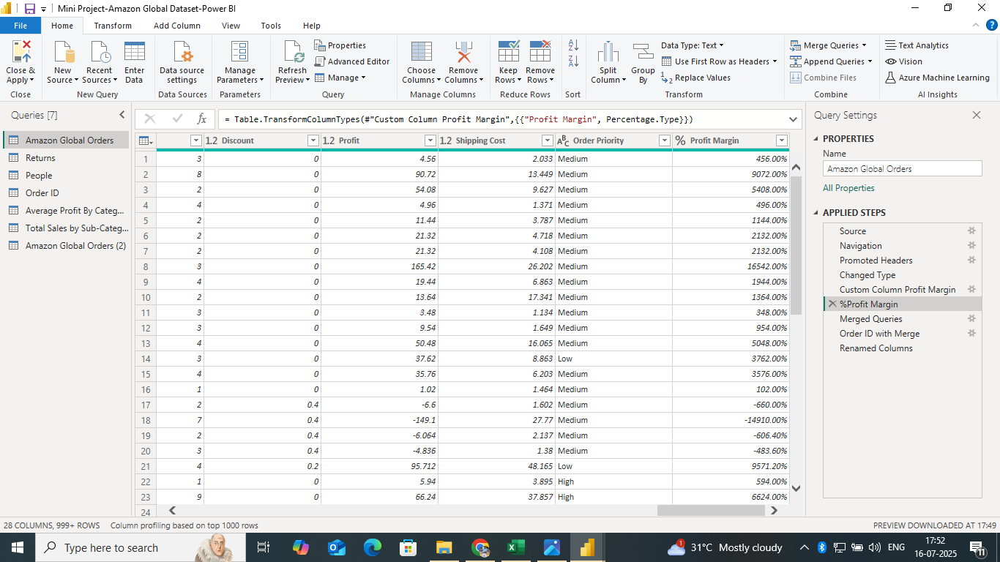 Mini Project-Amazon Global Dataset-Power BI
File Home Transform Add Column View Tools Help
Close & Apply
New Source
Recent Sources
Enter Data
Data source settings
Manage Parameters
Refresh Preview
Properties
Advanced Editor
Manage
Choose Columns
Remove Columns
Keep Rows
Remove Rows
Split Column
Group By
Data Type: Text
Use First Row as Headers
Replace Values
Merge Queries
Append Queries
Combine Files
Text Analytics
Vision
Azure Machine Learning
Close New Query Data Sources Parameters Query Manage Columns Reduce Rows Sort Transform Combine AI Insights
Queries [7]
Amazon Global Orders
Returns
People
Order ID
Average Profit By Categ...
Total Sales by Sub-Categ...
Amazon Global Orders (2)
= Table.TransformColumnTypes(#"Custom Column Profit Margin",{{"Profit Margin", Percentage.Type}})
1.2 Discount 1.2 Profit 1.2 Shipping Cost ABC Order Priority % Profit Margin
1 3 0 4.56 2.033 Medium 456.00%
2 8 0 90.72 13.449 Medium 9072.00%
3 2 0 54.08 9.627 Medium 5408.00%
4 4 0 4.96 1.371 Medium 496.00%
5 2 0 11.44 3.787 Medium 1144.00%
6 2 0 21.32 4.718 Medium 2132.00%
7 2 0 21.32 4.108 Medium 2132.00%
8 3 0 165.42 26.202 Medium 16542.00%
9 4 0 19.44 6.863 Medium 1944.00%
10 2 0 13.64 17.341 Medium 1364.00%
11 3 0 3.48 1.134 Medium 348.00%
12 3 0 9.54 1.649 Medium 954.00%
13 4 0 50.48 16.065 Medium 5048.00%
14 3 0 37.62 8.863 Low 3762.00%
15 4 0 35.76 6.203 Medium 3576.00%
16 1 0 1.02 1.464 Medium 102.00%
17 2 0.4 -6.6 1.602 Medium -660.00%
18 7 0.4 -149.1 27.77 Medium -14910.00%
19 2 0.4 -6.064 2.137 Medium -606.40%
20 3 0.4 -4.836 1.38 Medium -483.60%
21 4 0.2 95.712 48.165 Low 9571.20%
22 1 0 5.94 3.895 High 594.00%
23 9 0 66.24 37.857 High 6624.00%
24
Query Settings
PROPERTIES
Name
Amazon Global Orders
All Properties
APPLIED STEPS
Source
Navigation
Promoted Headers
Changed Type
Custom Column Profit Margin
%Profit Margin
Merged Queries
Order ID with Merge
Renamed Columns
28 COLUMNS, 999+ ROWS Column profiling based on top 1000 rows PREVIEW DOWNLOADED AT 17:49
Type here to search
1
31°C Mostly cloudy
ENG
17:52
16-07-2025
11